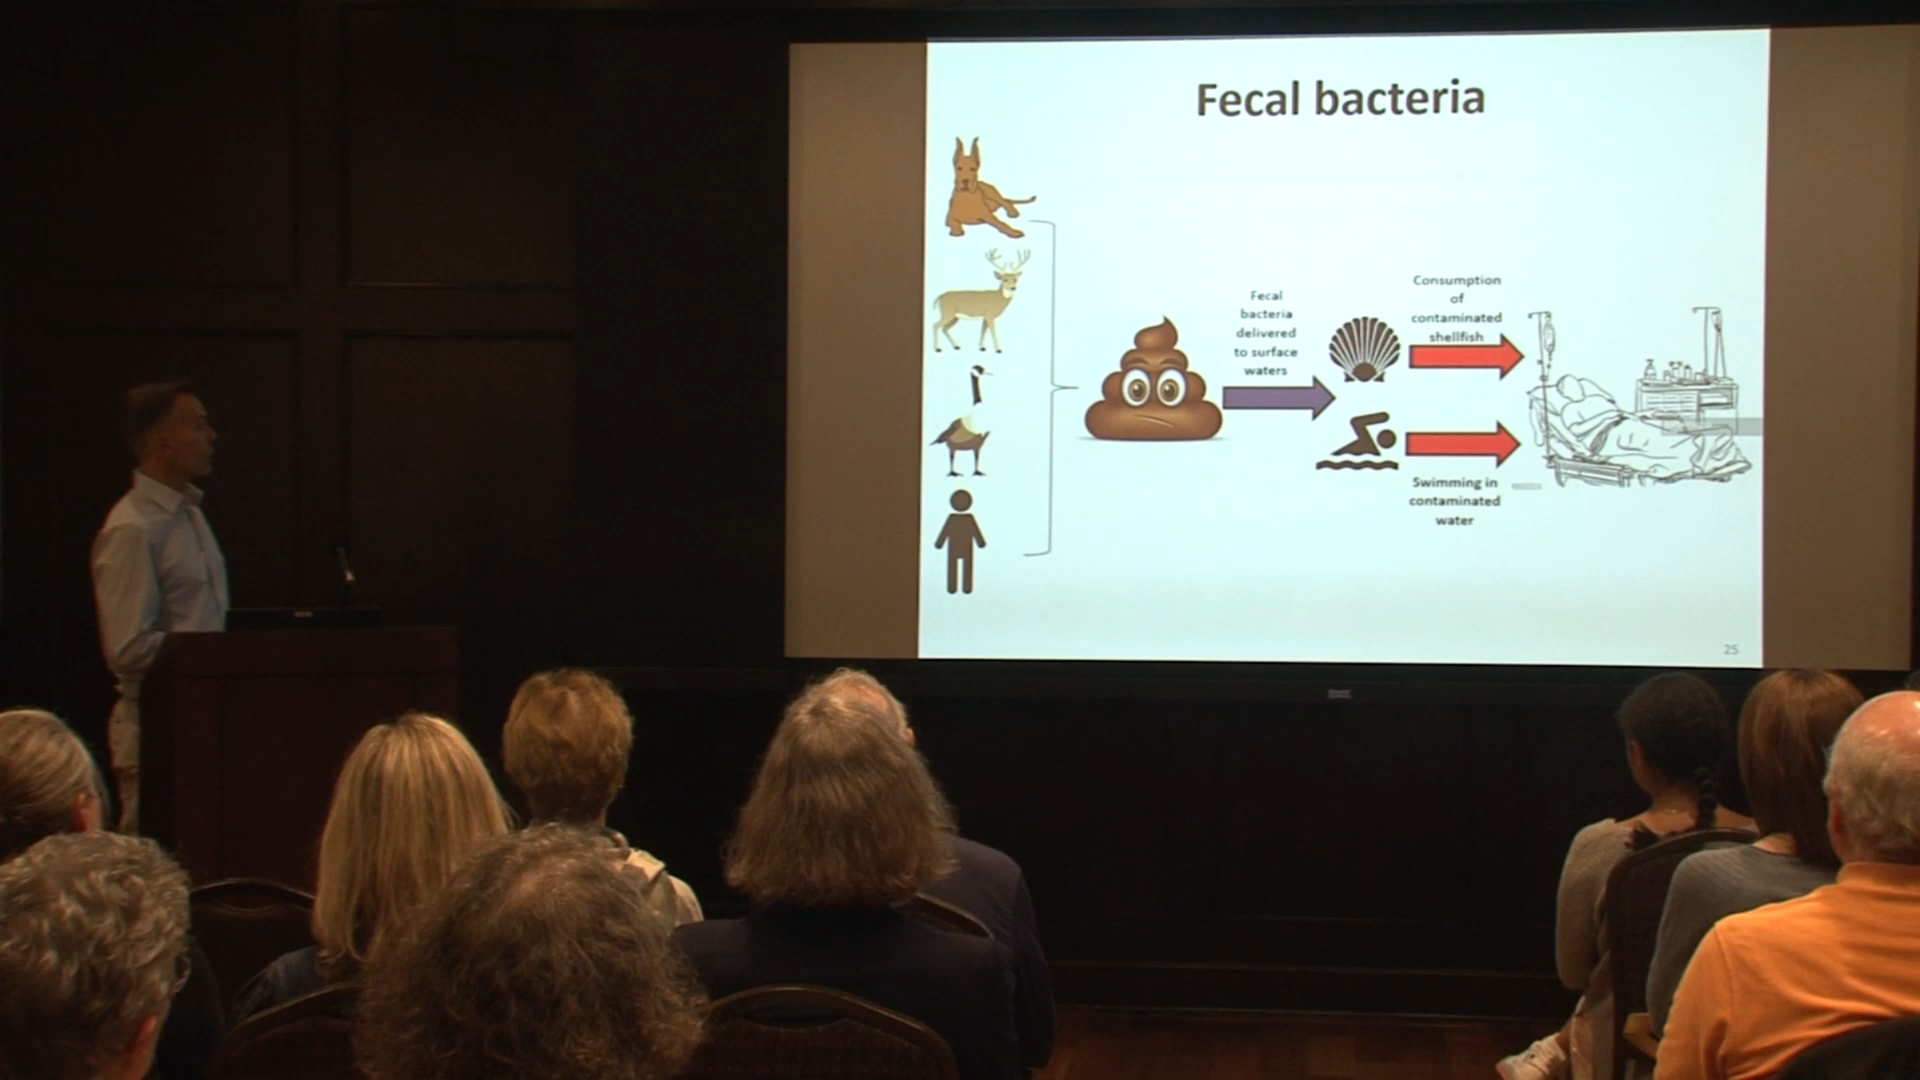 Fecal bacteria
Fecal
bacteria
delivered
to surface
waters
Consumption
of
contaminated
shellfish
Swimming in
contaminated
water
25